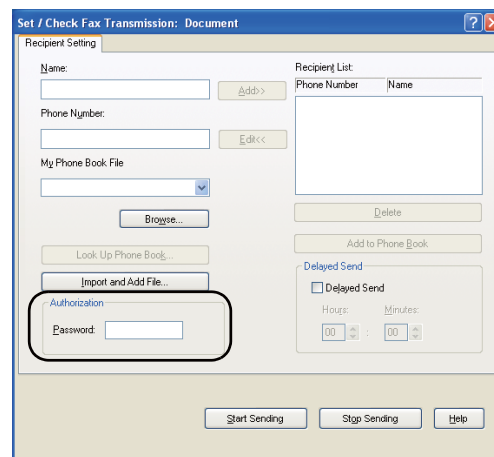 Set / Check Fax Transmission: Document
Recipient Setting
Name:
Add>>
Phone Number:
Edit<<
My Phone Book File
Browse...
Look Up Phone Book...
Import and Add File...
Authorization
Password:
Recipient List:
Phone Number Name
Delete
Add to Phone Book
Delayed Send
Delayed Send
Hours: Minutes:
00 : 00
Start Sending Stop Sending Help